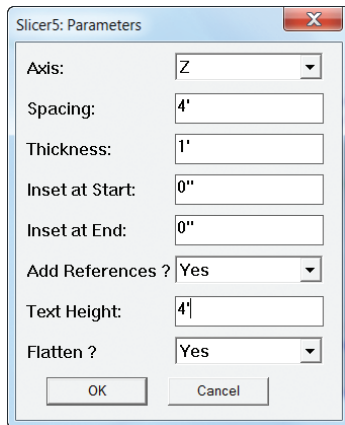 Slicer5: Parameters
Axis: Z
Spacing: 4'
Thickness: 1'
Inset at Start: 0"
Inset at End: 0"
Add References ? Yes
Text Height: 4'
Flatten ? Yes
OK Cancel